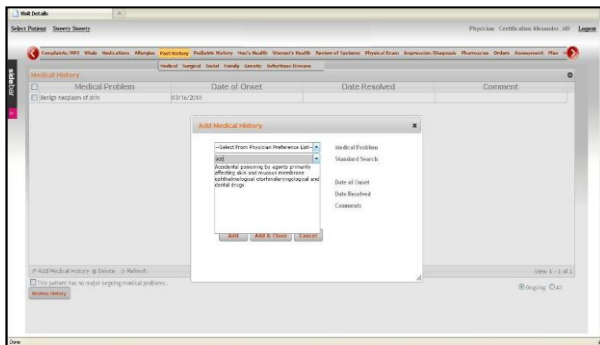 Visit Details
Select Patient Sweety Sweety
Physician Certification Alexander, MD Logout
Complaints/HPI Vitals Medications Allergies Past History Pediatric History Men's Health Women's Health Review of Systems Physical Exam Impression/Diagnosis Pharmacies Orders Assessment Plan
Medical Surgical Social Family Genetic Infectious Diseases
sidebar
Medical History
Medical Problem Date of Onset Date Resolved Comment
Benign neoplasm of skin 03/16/2010
Add Medical History
--Select From Physician Preference List-- Medical Problem
Standard Search
Accidental poisoning by agents primarily
affecting skin and mucous membrane
ophthalmological otorhinolaryngological and
dental drugs
Date of Onset
Date Resolved
Comments
Add Add & Close Cancel
Add Medical History Delete Refresh
View 1 - 1 of 1
This patient has no major ongoing medical problems.
Ongoing All
Review History
Done